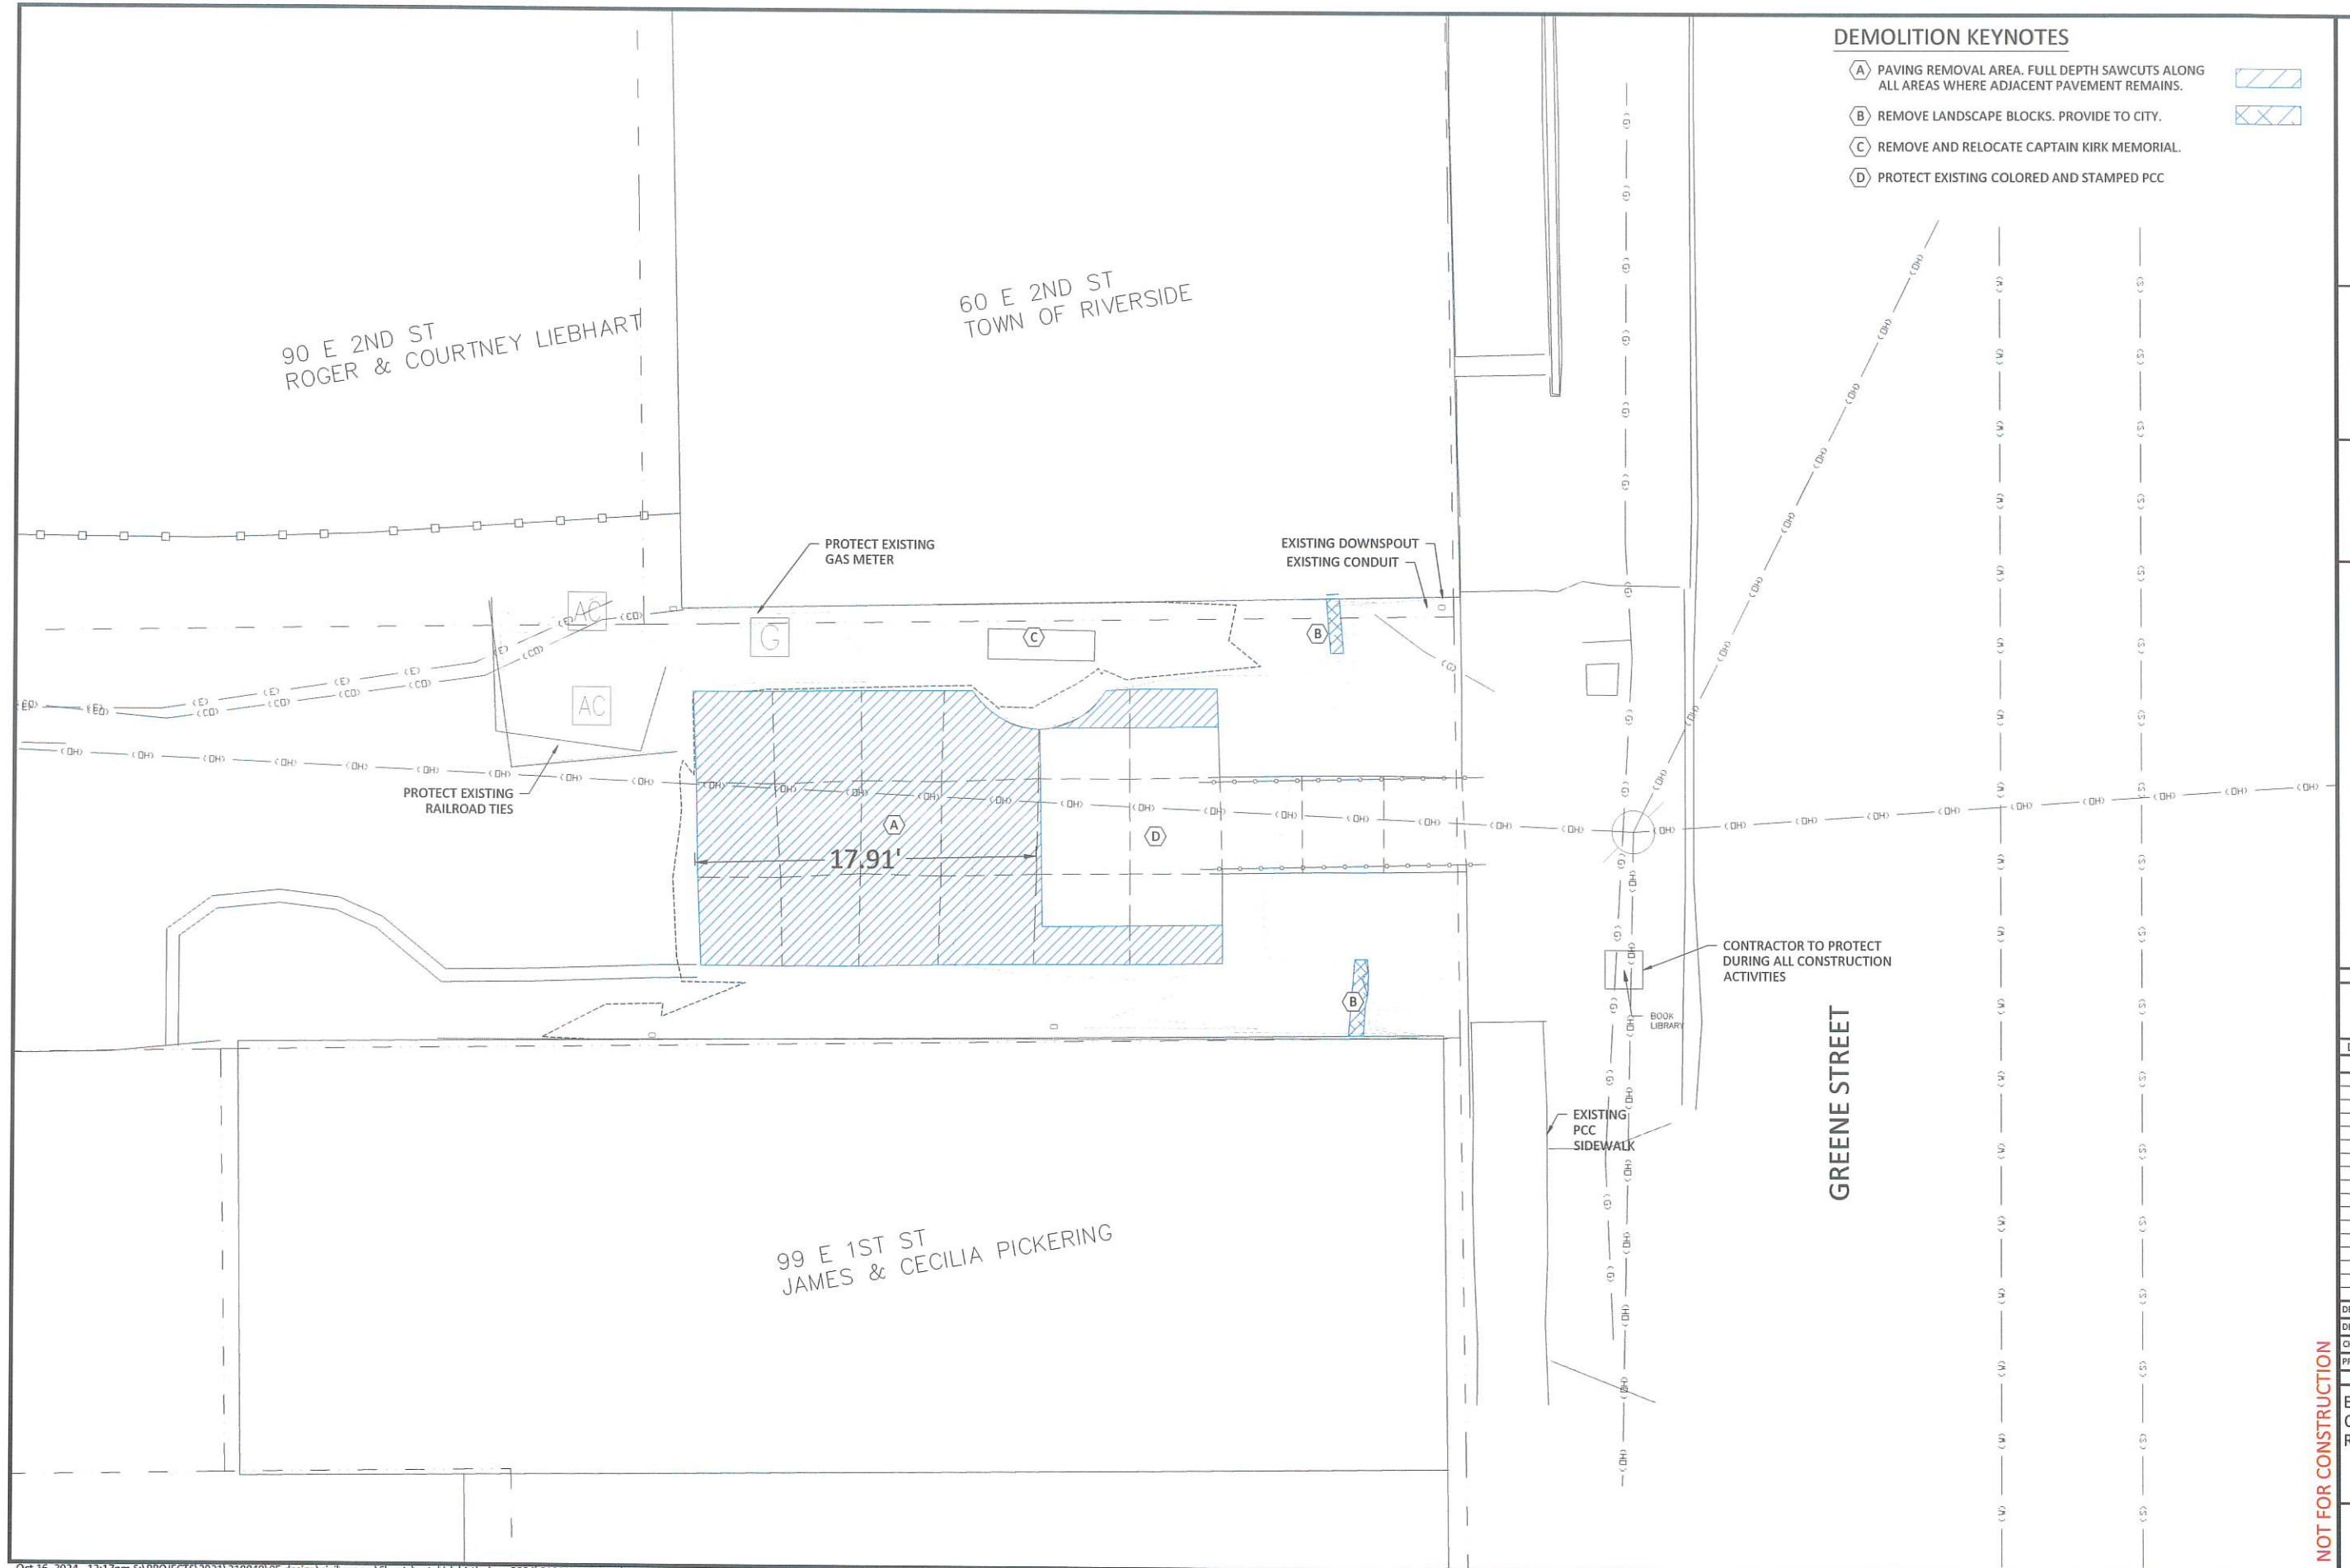 DEMOLITION KEYNOTES
A PAVING REMOVAL AREA. FULL DEPTH SAWCUTS ALONG
ALL AREAS WHERE ADJACENT PAVEMENT REMAINS.
B REMOVE LANDSCAPE BLOCKS. PROVIDE TO CITY.
C REMOVE AND RELOCATE CAPTAIN KIRK MEMORIAL.
D PROTECT EXISTING COLORED AND STAMPED PCC
90 E 2ND ST
ROGER & COURTNEY LIEBHART
60 E 2ND ST
TOWN OF RIVERSIDE
PROTECT EXISTING
GAS METER
EXISTING DOWNSPOUT
EXISTING CONDUIT
AC
G
C
B
AC
PROTECT EXISTING
RAILROAD TIES
A
17.91'
D
B
CONTRACTOR TO PROTECT
DURING ALL CONSTRUCTION
ACTIVITIES
BOOK
LIBRARY
EXISTING
PCC
SIDEWALK
GREENE STREET
99 E 1ST ST
JAMES & CECILIA PICKERING
NOT FOR CONSTRUCTION